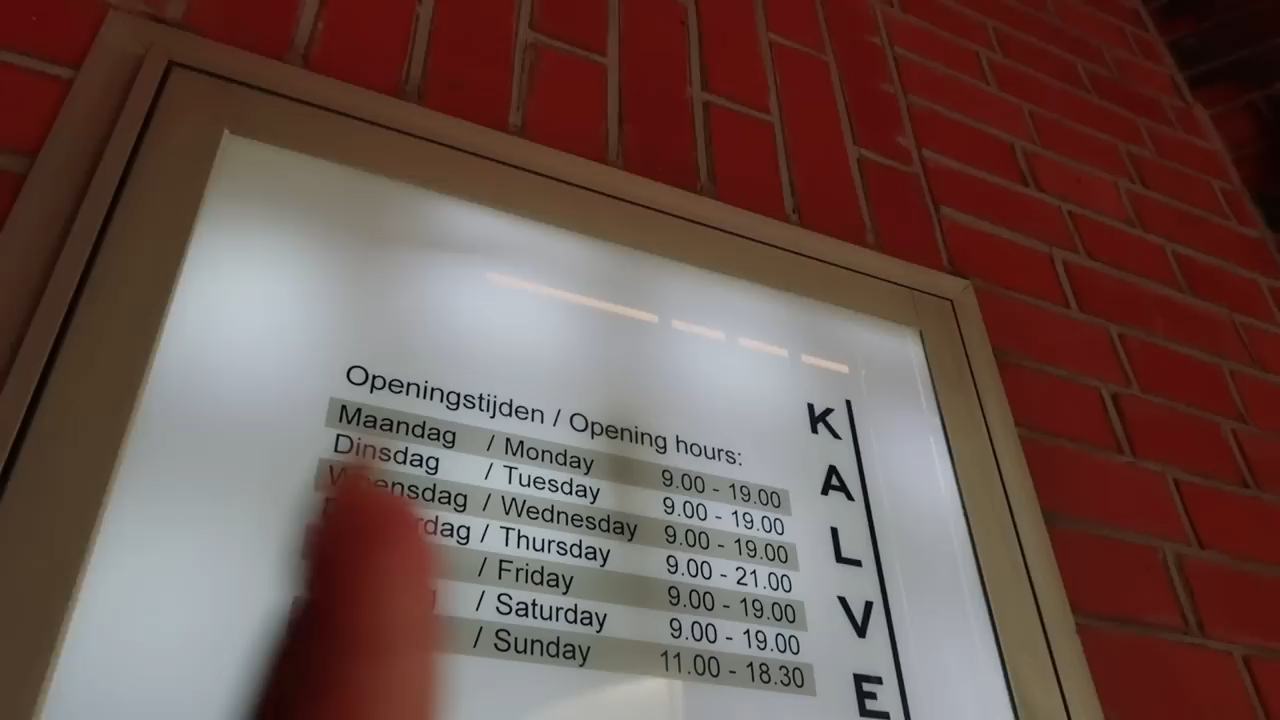 Openingstijden / Opening hours:
Maandag / Monday 9.00 - 19.00
Dinsdag / Tuesday 9.00 - 19.00
/ Wednesday 9.00 - 19.00
/ Thursday 9.00 - 21.00
/ Friday 9.00 - 19.00
/ Saturday 9.00 - 19.00
/ Sunday 11.00 - 18.30
K
A
L
V
E